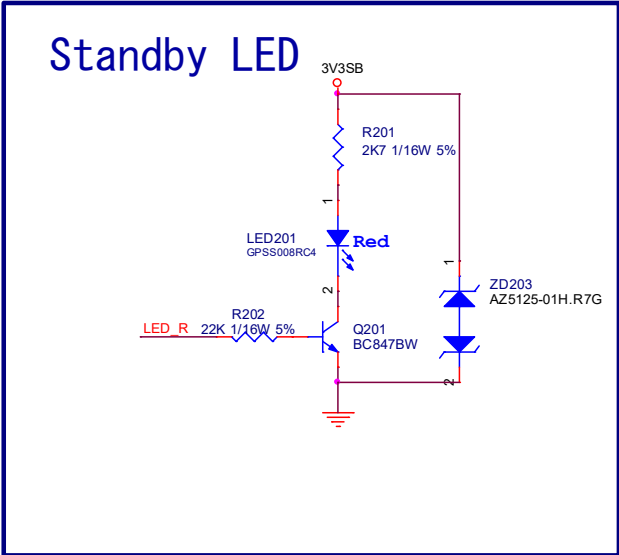 Standby LED
3V3SB
R201
2K7 1/16W 5%
1
LED201
GPSS008RC4
Red
2
R202
LED_R
22K 1/16W 5%
Q201
BC847BW
1
ZD203
AZ5125-01H.R7G
2